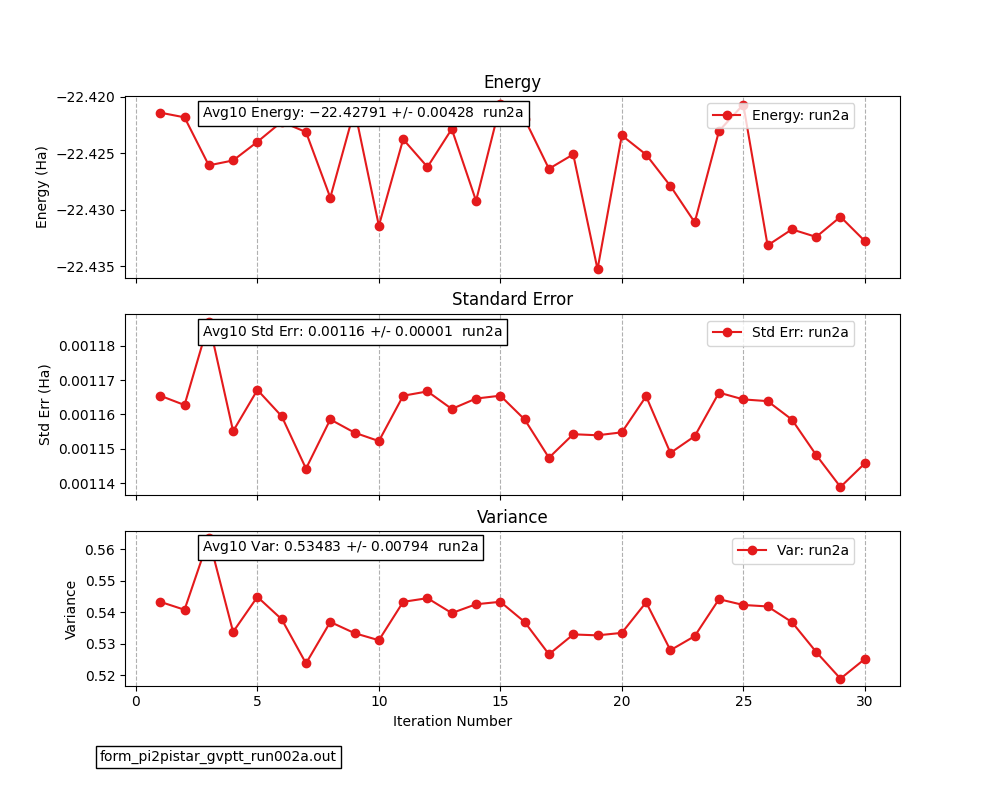 Energy
−22.420
Avg10 Energy: −22.42791 +/- 0.00428 run2a
Energy: run2a
−22.425
−22.430
−22.435
Energy (Ha)
Standard Error
Avg10 Std Err: 0.00116 +/- 0.00001 run2a
Std Err: run2a
0.00118
0.00117
0.00116
0.00115
0.00114
Std Err (Ha)
Variance
Avg10 Var: 0.53483 +/- 0.00794 run2a
Var: run2a
0.56
0.55
0.54
0.53
0.52
Variance
0 5 10 15 20 25 30
Iteration Number
form_pi2pistar_gvptt_run002a.out